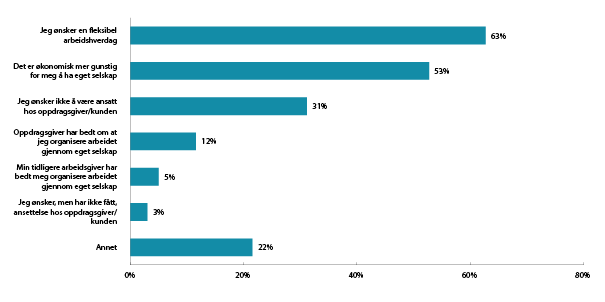 Jeg ønsker en fleksibel
arbeidshverdag
63%
Det er økonomisk mer gunstig
for meg å ha eget selskap
53%
Jeg ønsker ikke å være ansatt
hos oppdragsgiver/kunden
31%
Oppdragsgiver har bedt om at
jeg organisere arbeidet
gjennom eget selskap
12%
Min tidligere arbeidsgiver har
bedt meg organisere arbeidet
gjennom eget selskap
5%
Jeg ønsker, men har ikke fått,
ansettelse hos oppdragsgiver/
kunden
3%
Annet
22%
0% 20% 40% 60% 80%